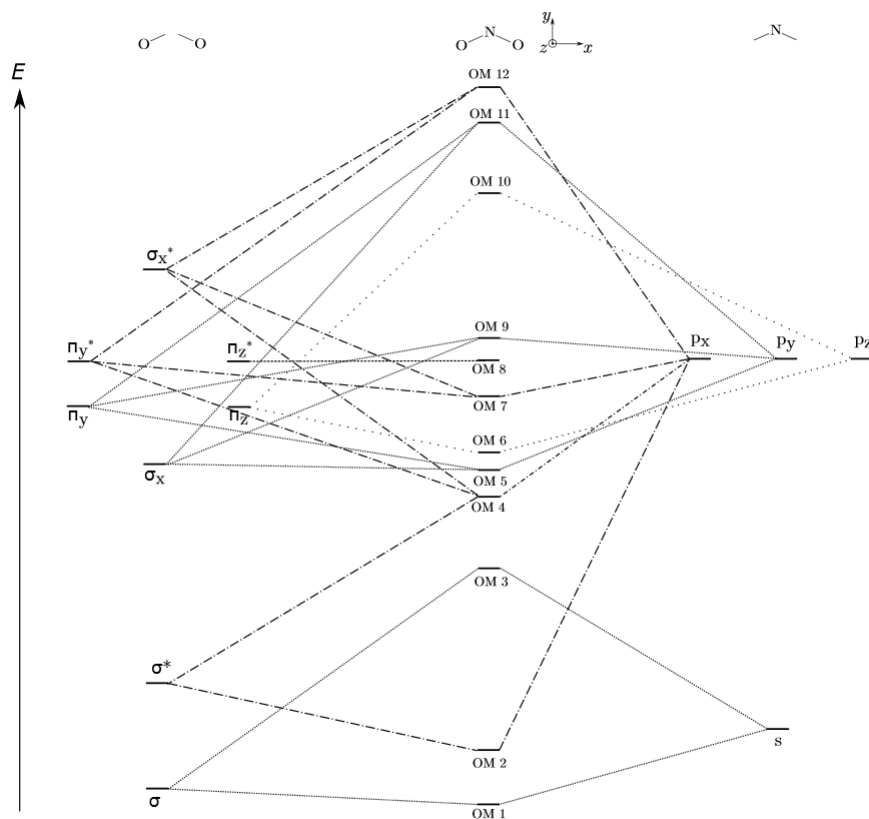 O O
N
O O
y
z x
N
E
OM 12
OM 11
OM 10
σx*
OM 9
px py pz
πy* πz*
OM 8
OM 7
πy πz
OM 6
σx
OM 5
OM 4
OM 3
σ*
s
OM 2
σ
OM 1